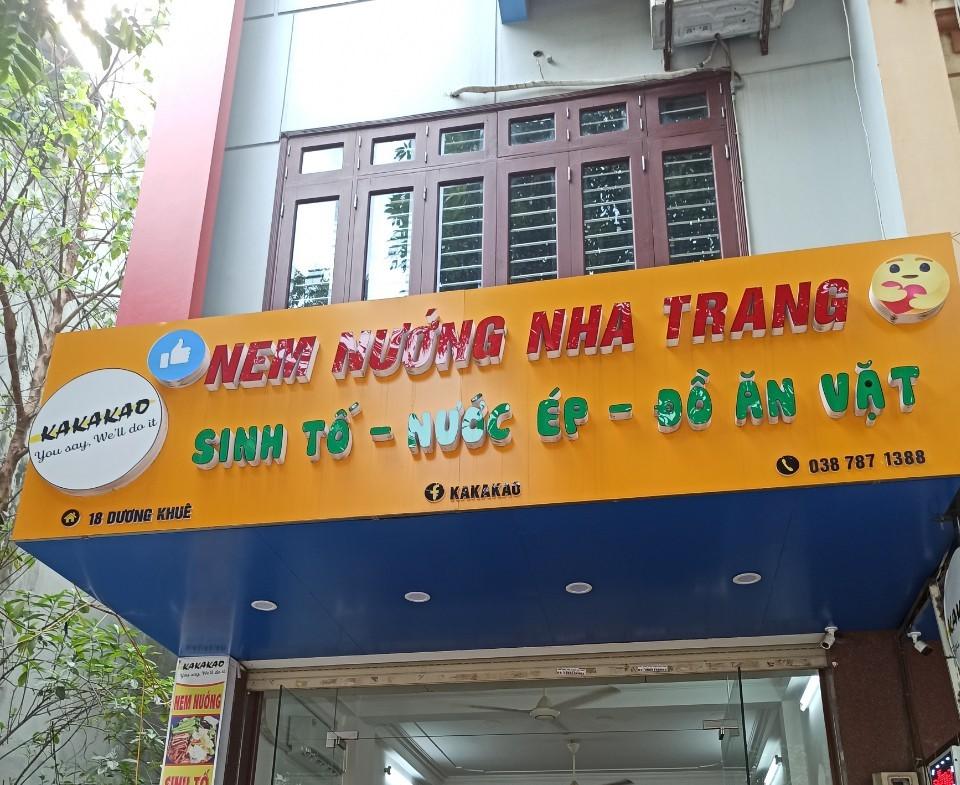 NEM NƯỚNG NHA TRANG
KAKAKAO
You say, We'll do it
SINH TỐ - NƯỚC ÉP - ĐỒ ĂN VẶT
18 DƯƠNG KHUÊ
KAKAKAO
038 787 1388
KAKAKAO
You say, We'll do it
NEM NƯỚNG
SINH TỐ